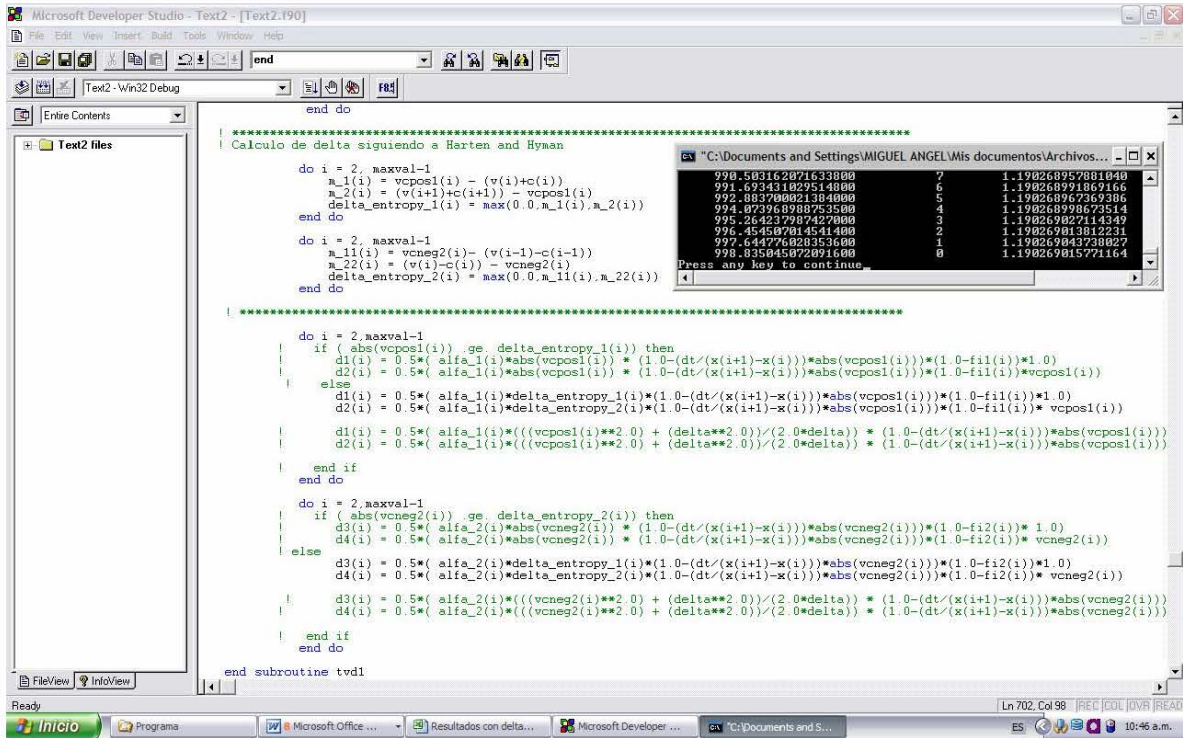 Microsoft Developer Studio - Text2 - [Text2.f90]
File Edit View Insert Build Tools Window Help
end
Text2 - Win32 Debug
Entire Contents
Text2 files
end do
! ******************************************************************************************
! Calculo de delta siguiendo a Harten and Hyman
do i = 2, maxval-1
m_1(i) = vcpos1(i) - (v(i)+c(i))
m_2(i) = (v(i+1)+c(i+1)) - vcpos1(i)
delta_entropy_1(i) = max(0.0,m_1(i),m_2(i))
end do
do i = 2, maxval-1
m_11(i) = vcneg2(i)- (v(i-1)-c(i-1))
m_22(i) = (v(i)-c(i)) - vcneg2(i)
delta_entropy_2(i) = max(0.0,m_11(i),m_22(i))
end do
"C:\Documents and Settings\MIGUEL ANGEL\Mis documentos\Archivos...
990.503162071633800 7 1.190268957881040
991.693431029514800 6 1.190268991869166
992.883700021384000 5 1.190268967369386
994.073968988753500 4 1.190268998673514
995.264237987427000 3 1.190269027114349
996.454507014541400 2 1.190269013812231
997.644776028353600 1 1.190269043738027
998.835045072091600 0 1.190269015771164
Press any key to continue_
! ******************************************************************************************
do i = 2,maxval-1
! if ( abs(vcpos1(i)) .ge. delta_entropy_1(i)) then
! d1(i) = 0.5*( alfa_1(i)*abs(vcpos1(i)) * (1.0-(dt/(x(i+1)-x(i)))*abs(vcpos1(i)))*(1.0-fi1(i))*1.0)
! d2(i) = 0.5*( alfa_1(i)*abs(vcpos1(i)) * (1.0-(dt/(x(i+1)-x(i)))*abs(vcpos1(i)))*(1.0-fi1(i))*vcpos1(i))
! else
d1(i) = 0.5*( alfa_1(i)*delta_entropy_1(i)*(1.0-(dt/(x(i+1)-x(i)))*abs(vcpos1(i)))*(1.0-fi1(i))*1.0)
d2(i) = 0.5*( alfa_1(i)*delta_entropy_2(i)*(1.0-(dt/(x(i+1)-x(i)))*abs(vcpos1(i)))*(1.0-fi1(i))* vcpos1(i))
! d1(i) = 0.5*( alfa_1(i)*(((vcpos1(i)**2.0) + (delta**2.0))/(2.0*delta)) * (1.0-(dt/(x(i+1)-x(i)))*abs(vcpos1(i)))
! d2(i) = 0.5*( alfa_1(i)*(((vcpos1(i)**2.0) + (delta**2.0))/(2.0*delta)) * (1.0-(dt/(x(i+1)-x(i)))*abs(vcpos1(i)))
! end if
end do
do i = 2,maxval-1
! if ( abs(vcneg2(i)) .ge. delta_entropy_2(i)) then
! d3(i) = 0.5*( alfa_2(i)*abs(vcneg2(i)) * (1.0-(dt/(x(i+1)-x(i)))*abs(vcneg2(i)))*(1.0-fi2(i))* 1.0)
! d4(i) = 0.5*( alfa_2(i)*abs(vcneg2(i)) * (1.0-(dt/(x(i+1)-x(i)))*abs(vcneg2(i)))*(1.0-fi2(i))* vcneg2(i))
! else
d3(i) = 0.5*( alfa_2(i)*delta_entropy_1(i)*(1.0-(dt/(x(i+1)-x(i)))*abs(vcneg2(i)))*(1.0-fi2(i))*1.0)
d4(i) = 0.5*( alfa_2(i)*delta_entropy_2(i)*(1.0-(dt/(x(i+1)-x(i)))*abs(vcneg2(i)))*(1.0-fi2(i))* vcneg2(i))
! d3(i) = 0.5*( alfa_2(i)*(((vcneg2(i)**2.0) + (delta**2.0))/(2.0*delta)) * (1.0-(dt/(x(i+1)-x(i)))*abs(vcneg2(i)))
! d4(i) = 0.5*( alfa_2(i)*(((vcneg2(i)**2.0) + (delta**2.0))/(2.0*delta)) * (1.0-(dt/(x(i+1)-x(i)))*abs(vcneg2(i)))
! end if
end do
end subroutine tvd1
FileView InfoView
Ready
Ln 702, Col 98 REC COL OVR READ
Inicio Programa 8 Microsoft Office ... Resultados con delta... Microsoft Developer ... "C:\Documents and S... ES 10:46 a.m.